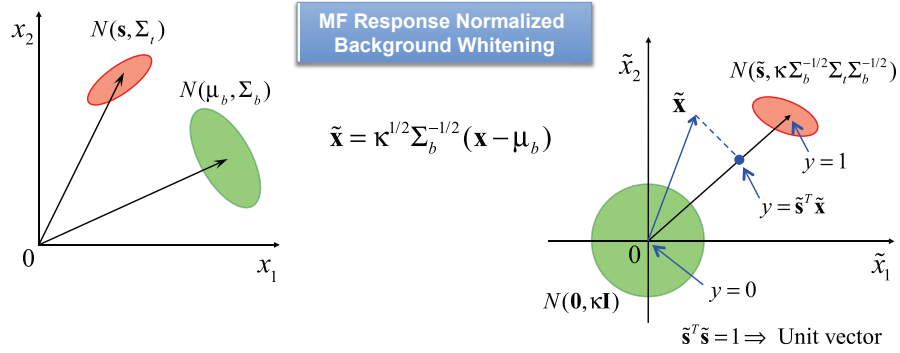 MF Response Normalized
Background Whitening
x₂
N(s, Σₜ)
N(μ_b, Σ_b)
0
x₁
x̃ = κ^{1/2} Σ_b^{-1/2} (x − μ_b)
x̃₂
N(s̃, κΣ_b^{-1/2} Σₜ Σ_b^{-1/2})
x̃
y = 1
y = s̃ᵀx̃
0
x̃₁
N(0, κI)
y = 0
s̃ᵀs̃ = 1 ⇒ Unit vector